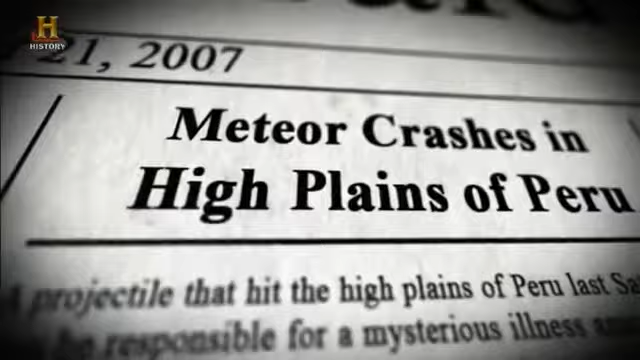 H
HISTORY
21, 2007
Meteor Crashes in
High Plains of Peru
A projectile that hit the high plains of Peru last
be responsible for a mysterious illness